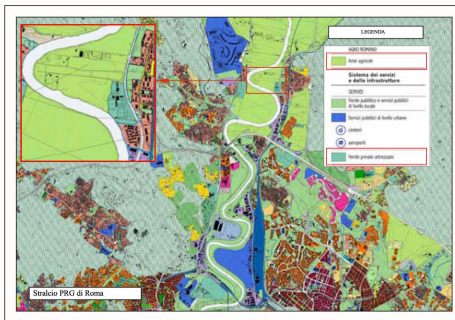 LEGENDA
AGRO ROMANO
Aree agricole
Sistema dei servizi
e delle infrastrutture
SERVIZI
Verde pubblico e servizi pubblici
di livello locale
Servizi pubblici di livello urbano
cimiteri
aeroporti
Verde privato attrezzato
Stralcio PRG di Roma